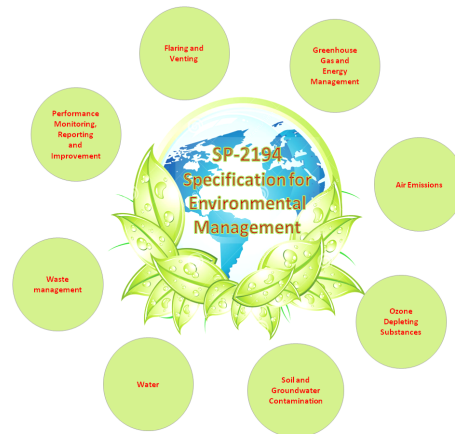 Flaring and
Venting
Greenhouse
Gas and
Energy
Management
Performance
Monitoring,
Reporting
and
Improvement
SP-2194
Specification for
Environmental
Management
Air Emissions
Waste
management
Ozone
Depleting
Substances
Water
Soil and
Groundwater
Contamination